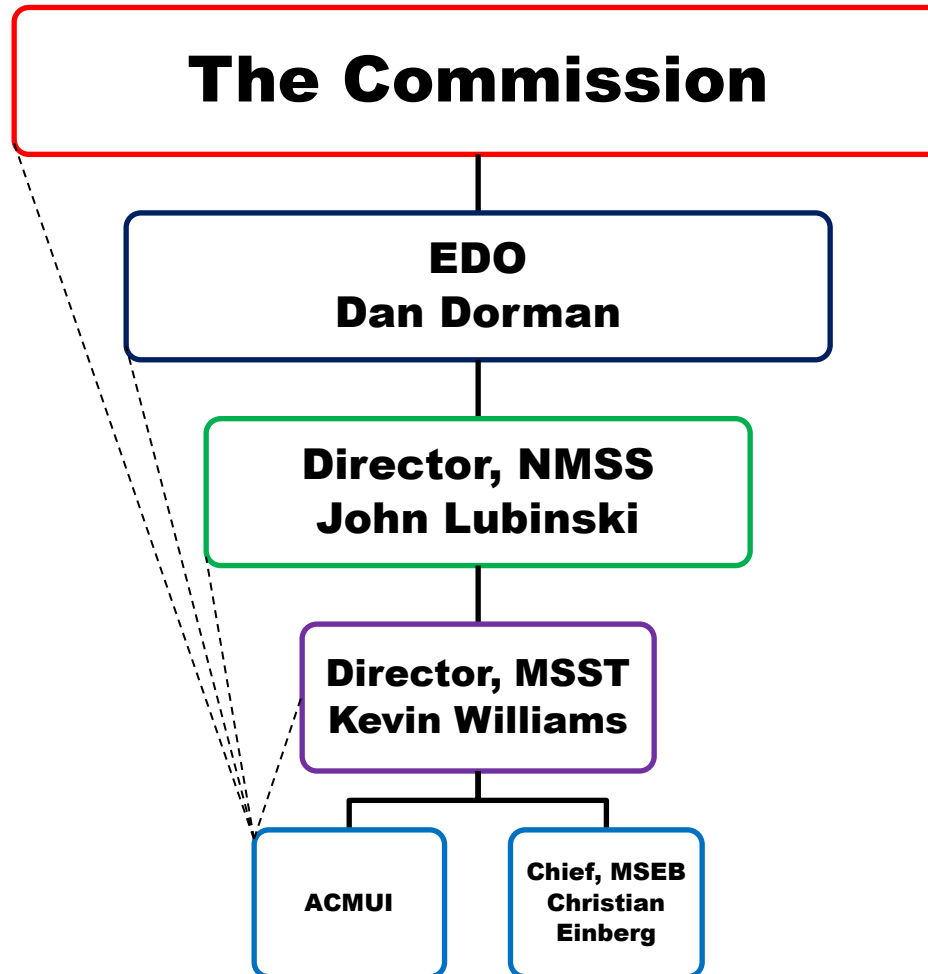 The Commission
EDO
Dan Dorman
Director, NMSS
John Lubinski
Director, MSST
Kevin Williams
ACMUI
Chief, MSEB
Christian
Einberg